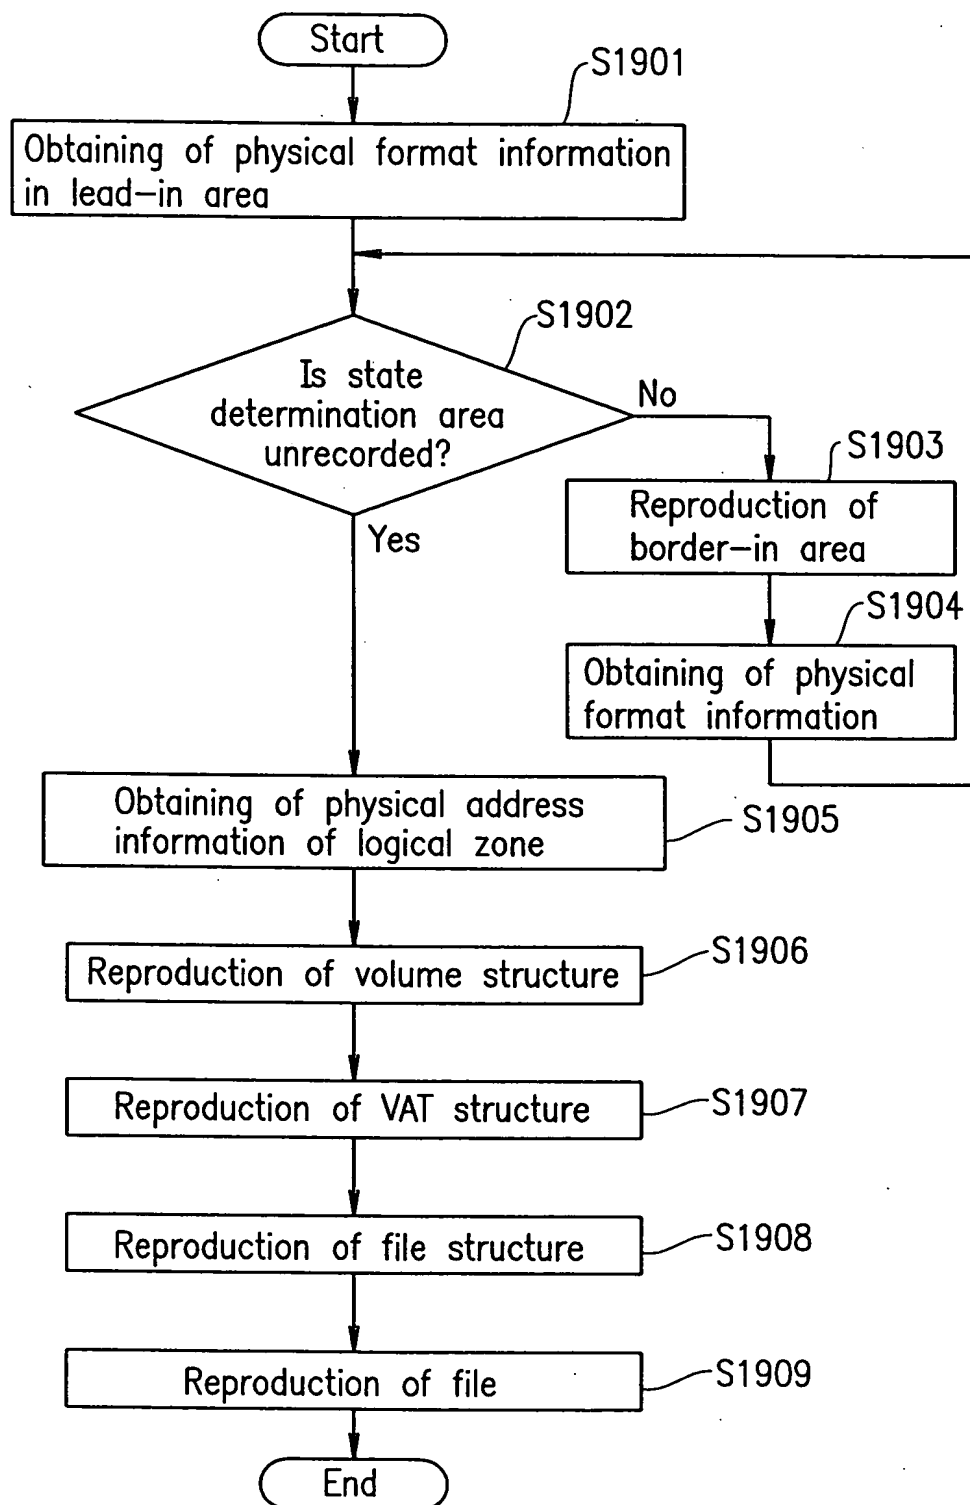 Start
S1901
Obtaining of physical format information
in lead-in area
S1902
Is state
determination area
unrecorded?
No
Yes
S1903
Reproduction of
border-in area
S1904
Obtaining of physical
format information
Obtaining of physical address
information of logical zone
S1905
Reproduction of volume structure
S1906
Reproduction of VAT structure
S1907
Reproduction of file structure
S1908
Reproduction of file
S1909
End